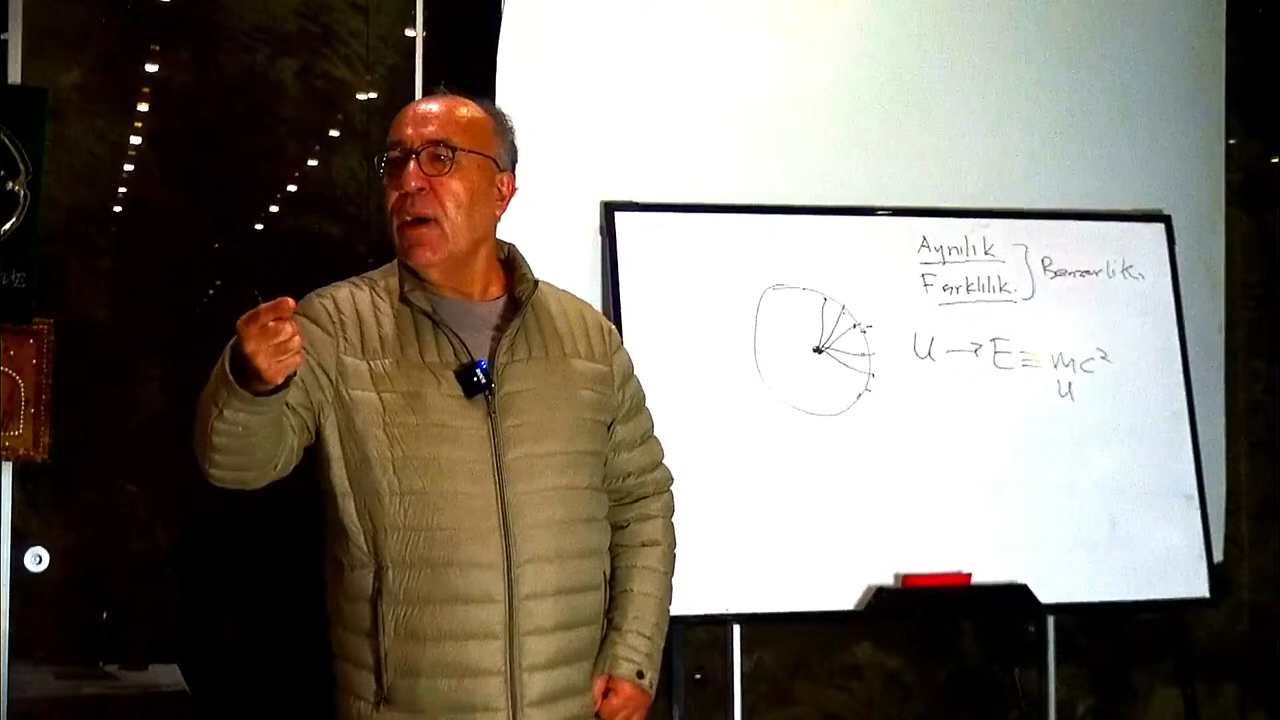 Aynılık
Farklılık.
} Benzerlik.
U → E ≡ mc²
U